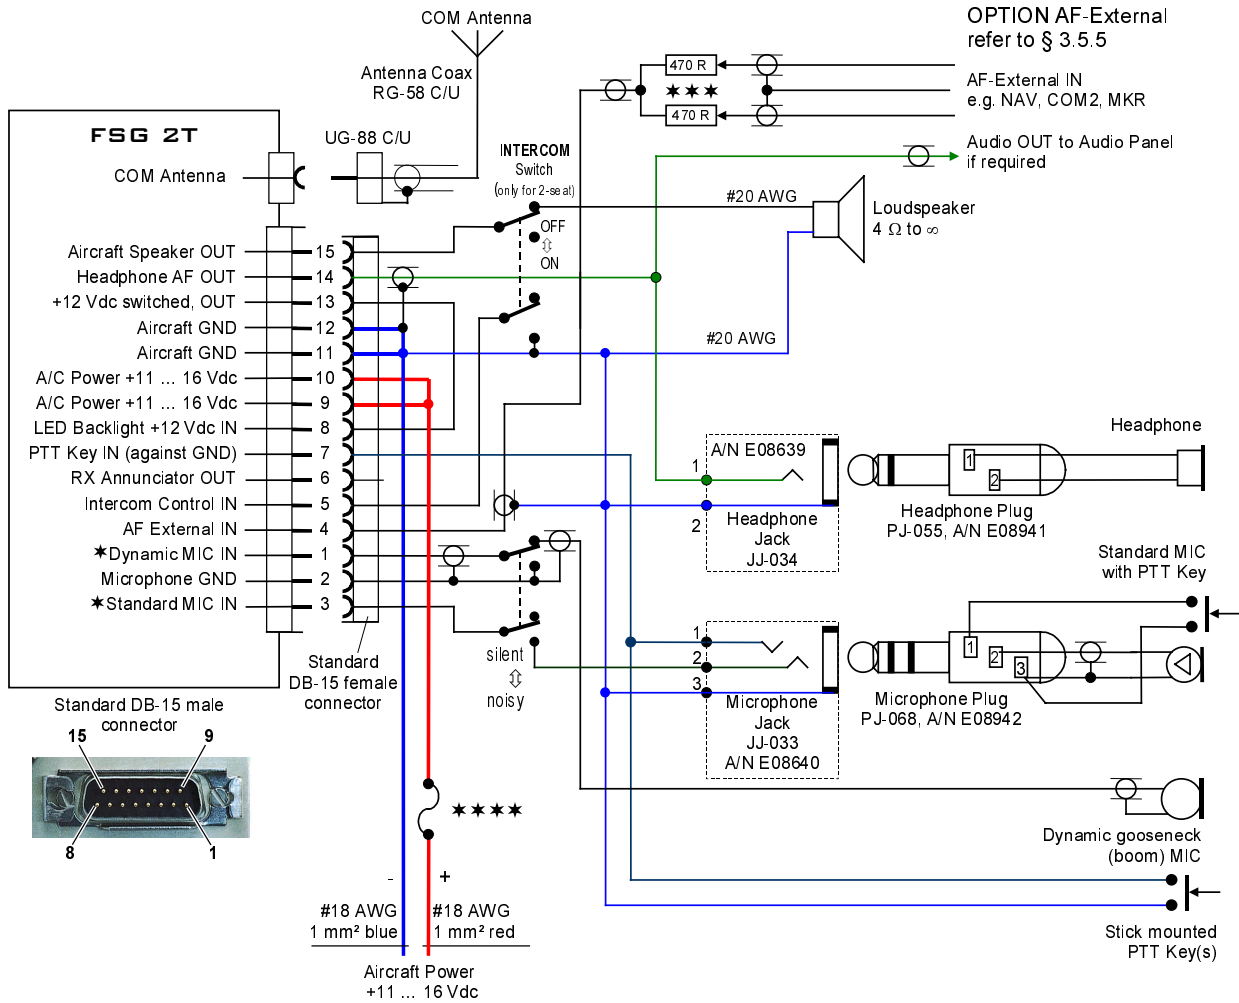 COM Antenna
OPTION AF-External
refer to § 3.5.5
Antenna Coax
RG-58 C/U
470 R
★★★
470 R
AF-External IN
e.g. NAV, COM2, MKR
FSG 2T
UG-88 C/U
COM Antenna
INTERCOM
Switch
(only for 2-seat)
OFF
ON
Audio OUT to Audio Panel
if required
#20 AWG
Loudspeaker
4 Ω to ∞
#20 AWG
Aircraft Speaker OUT 15
Headphone AF OUT 14
+12 Vdc switched, OUT 13
Aircraft GND 12
Aircraft GND 11
A/C Power +11 ... 16 Vdc 10
A/C Power +11 ... 16 Vdc 9
LED Backlight +12 Vdc IN 8
PTT Key IN (against GND) 7
RX Annunciator OUT 6
Intercom Control IN 5
AF External IN 4
★Dynamic MIC IN 1
Microphone GND 2
★Standard MIC IN 3
A/N E08639
1
2
Headphone
Jack
JJ-034
1
2
Headphone
Headphone Plug
PJ-055, A/N E08941
Standard MIC
with PTT Key
silent
noisy
1
2
3
Microphone
Jack
JJ-033
A/N E08640
1
2
3
Microphone Plug
PJ-068, A/N E08942
Standard
DB-15 female
connector
Standard DB-15 male
connector
15
9
8
1
★★★★
Dynamic gooseneck
(boom) MIC
- +
#18 AWG
1 mm² blue
#18 AWG
1 mm² red
Aircraft Power
+11 ... 16 Vdc
Stick mounted
PTT Key(s)